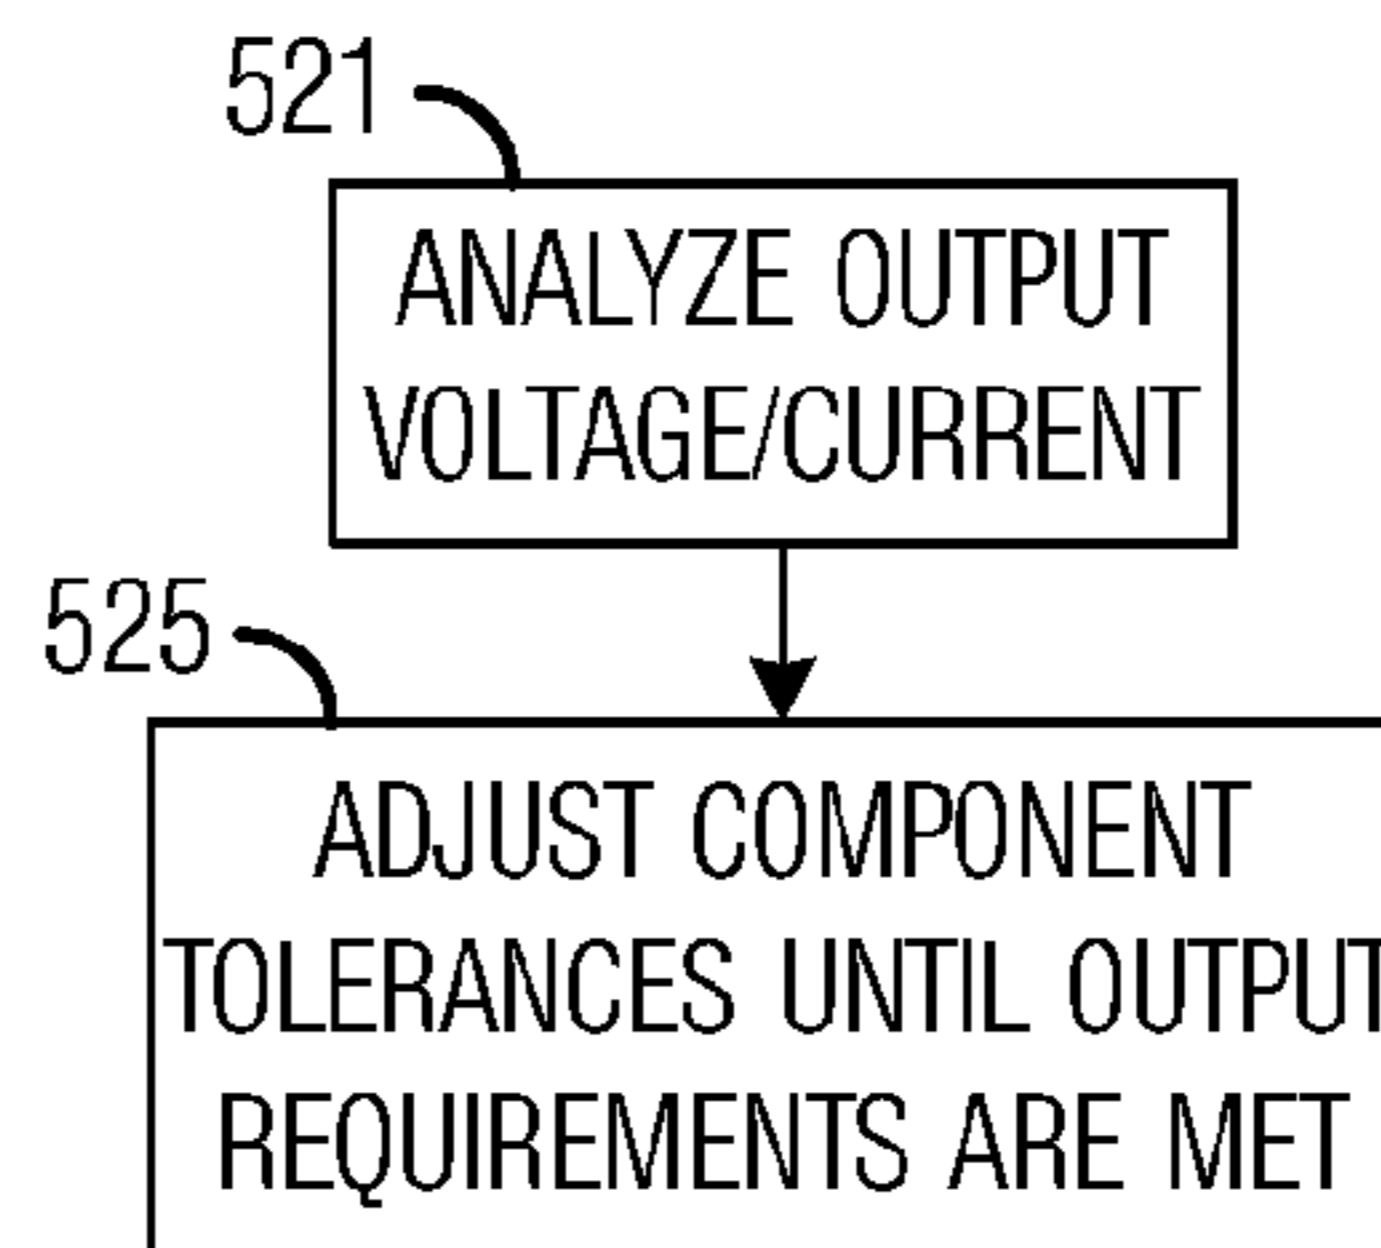 521
ANALYZE OUTPUT
VOLTAGE/CURRENT
525
ADJUST COMPONENT
TOLERANCES UNTIL OUTPUT
REQUIREMENTS ARE MET